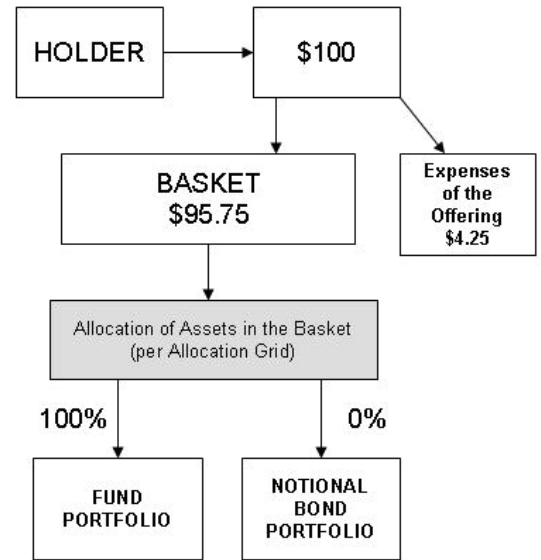 HOLDER
$100
BASKET
$95.75
Expenses
of the
Offering
$4.25
Allocation of Assets in the Basket
(per Allocation Grid)
100%
0%
FUND
PORTFOLIO
NOTIONAL
BOND
PORTFOLIO